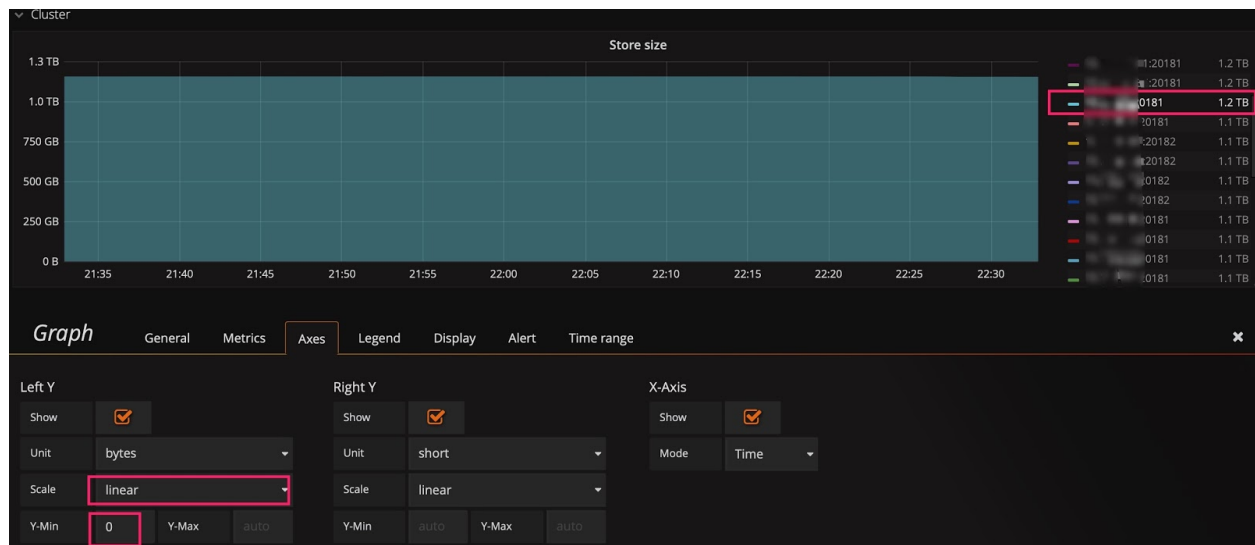 Cluster
Store size
1.3 TB
1.0 TB
750 GB
500 GB
250 GB
0 B
21:35 21:40 21:45 21:50 21:55 22:00 22:05 22:10 22:15 22:20 22:25 22:30
1:20181 1.2 TB
:20181 1.2 TB
0181 1.2 TB
20181 1.1 TB
:20182 1.1 TB
20182 1.1 TB
20182 1.1 TB
20182 1.1 TB
0181 1.1 TB
0181 1.1 TB
0181 1.1 TB
0181 1.1 TB
Graph General Metrics Axes Legend Display Alert Time range
Left Y Right Y X-Axis
Show Show Show
Unit bytes Unit short Mode Time
Scale linear Scale linear
Y-Min 0 Y-Max auto Y-Min auto Y-Max auto